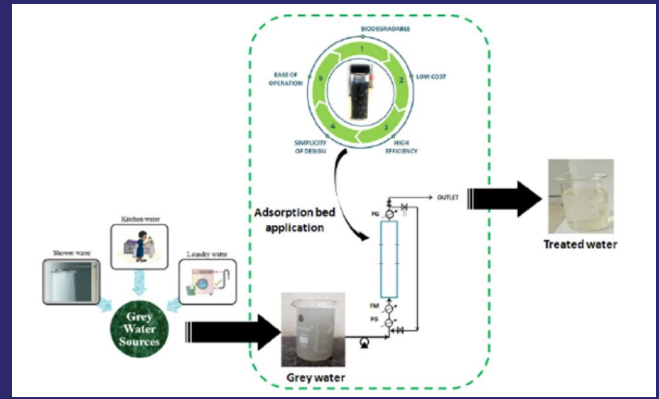 BIODEGRADABLE
1
EASE OF
OPERATION
5
2
LOW COST
4
3
SIMPLICITY
OF DESIGN
HIGH
EFFICIENCY
OUTLET
PG
Adsorption bed
application
Treated water
Kitchen water
Shower water
Laundry water
Grey
Water
Sources
FM
PG
Grey water